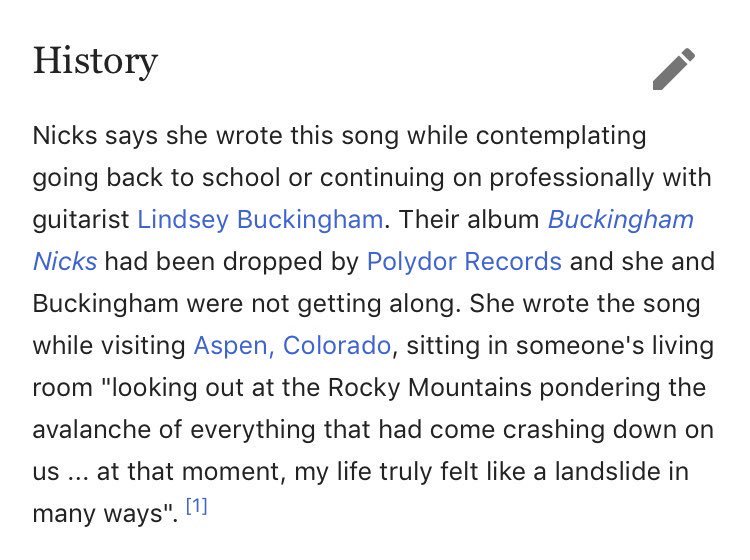 History
Nicks says she wrote this song while contemplating
going back to school or continuing on professionally with
guitarist Lindsey Buckingham. Their album Buckingham
Nicks had been dropped by Polydor Records and she and
Buckingham were not getting along. She wrote the song
while visiting Aspen, Colorado, sitting in someone's living
room "looking out at the Rocky Mountains pondering the
avalanche of everything that had come crashing down on
us ... at that moment, my life truly felt like a landslide in
many ways". [1]